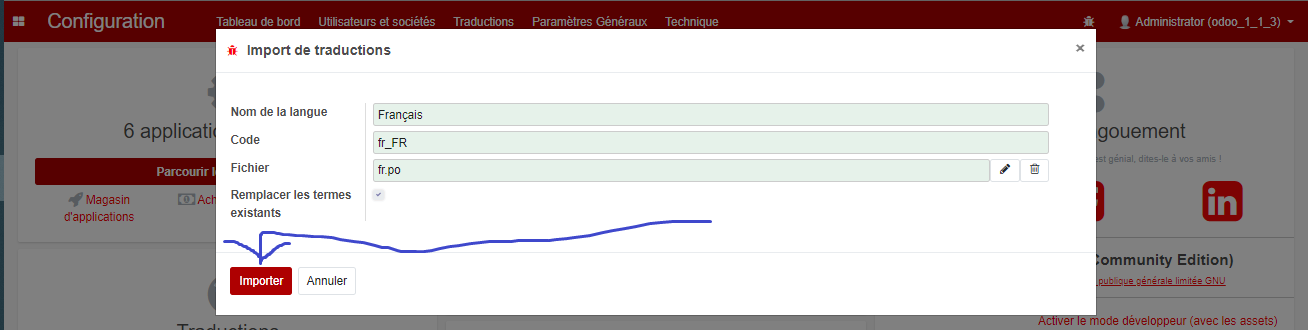 Configuration Tableau de bord Utilisateurs et sociétés Traductions Paramètres Généraux Technique Administrator (odoo_1_1_3)
Import de traductions ×
Nom de la langue Français
Code fr_FR
Fichier fr.po
Remplacer les termes
existants
Importer Annuler
6 applicatio
Parcourir l
Magasin
d'applications
Ach
Traductions
gouement
est génial, dites-le à vos amis !
in
Community Edition)
publique générale limitée GNU
Activer le mode développeur (avec les assets)